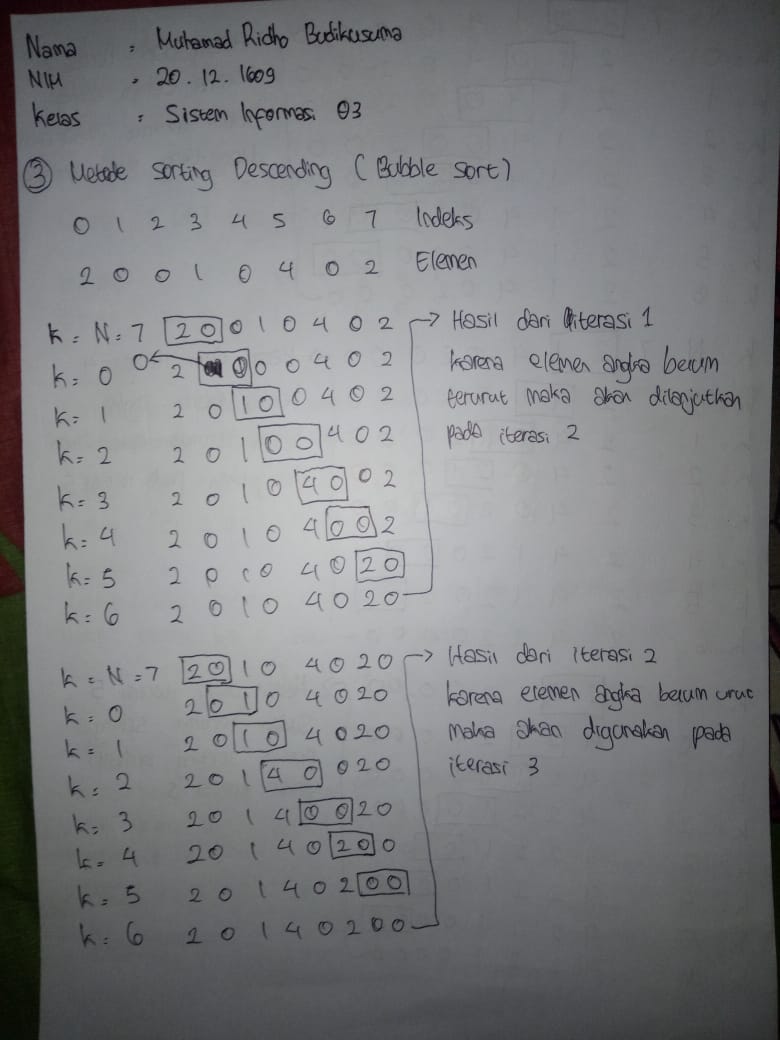 Nama : Muhamad Ridho Budikusuma
NIM : 20.12.1609
Kelas : Sistem Informasi 03
③ Metode Sorting Descending (Bubble Sort)
0 1 2 3 4 5 6 7 Indeks
2 0 0 1 0 4 0 2 Elemen
k = N = 7 2 0 0 1 0 4 0 2 → Hasil dari iterasi 1
k = 0 0 ← 2 0 0 0 4 0 2 karena elemen angka belum
k = 1 2 0 1 0 0 4 0 2 terurut maka akan dilanjutkan
k = 2 2 0 1 0 0 4 0 2 pada iterasi 2
k = 3 2 0 1 0 4 0 0 2
k = 4 2 0 1 0 4 0 0 2
k = 5 2 0 1 0 4 0 2 0
k = 6 2 0 1 0 4 0 2 0
k = N = 7 2 0 1 0 4 0 2 0 → Hasil dari iterasi 2
k = 0 2 0 1 0 4 0 2 0 karena elemen angka belum urut
k = 1 2 0 1 0 4 0 2 0 maka akan digunakan pada
k = 2 2 0 1 4 0 0 2 0 iterasi 3
k = 3 2 0 1 4 0 0 2 0
k = 4 2 0 1 4 0 2 0 0
k = 5 2 0 1 4 0 2 0 0
k = 6 2 0 1 4 0 2 0 0